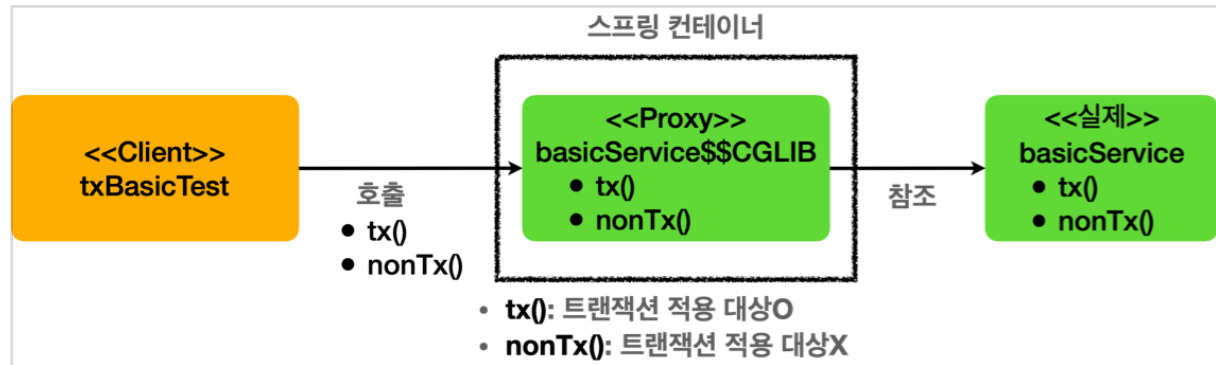 스프링 컨테이너
<<Client>>
txBasicTest
호출
• tx()
• nonTx()
<<Proxy>>
basicService$$CGLIB
• tx()
• nonTx()
참조
<<실제>>
basicService
• tx()
• nonTx()
• tx(): 트랜잭션 적용 대상O
• nonTx(): 트랜잭션 적용 대상X